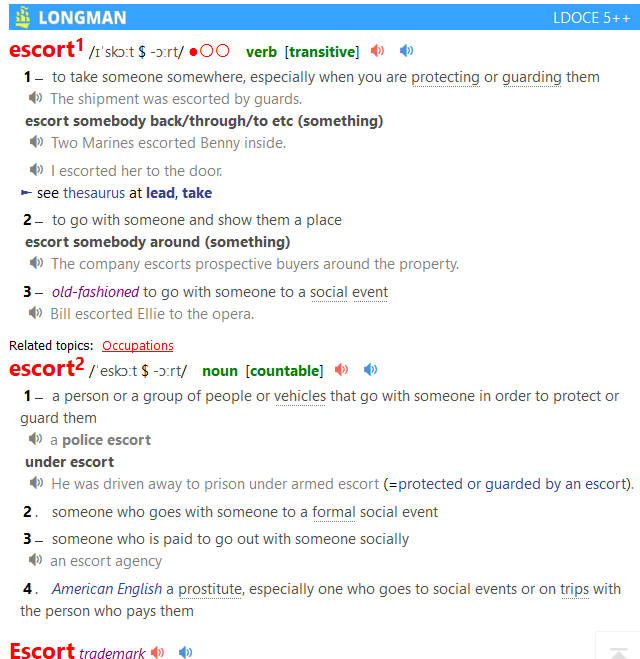 LONGMAN LDOCE 5++
escort1 /ɪˈskɔːt $ -ɔːrt/ ●○○ verb [transitive]
1 – to take someone somewhere, especially when you are protecting or guarding them
The shipment was escorted by guards.
escort somebody back/through/to etc (something)
Two Marines escorted Benny inside.
I escorted her to the door.
► see thesaurus at lead, take
2 – to go with someone and show them a place
escort somebody around (something)
The company escorts prospective buyers around the property.
3 – old-fashioned to go with someone to a social event
Bill escorted Ellie to the opera.
Related topics: Occupations
escort2 /ˈeskɔːt $ -ɔːrt/ noun [countable]
1 – a person or a group of people or vehicles that go with someone in order to protect or
guard them
a police escort
under escort
He was driven away to prison under armed escort (=protected or guarded by an escort).
2 . someone who goes with someone to a formal social event
3 – someone who is paid to go out with someone socially
an escort agency
4 . American English a prostitute, especially one who goes to social events or on trips with
the person who pays them
Escort trademark